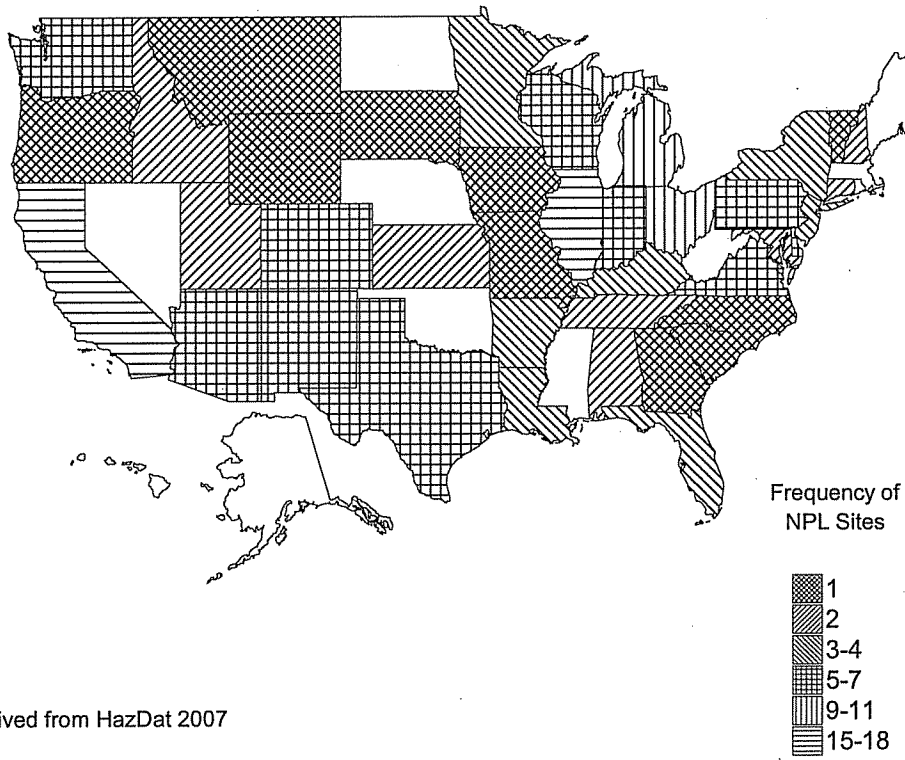 Frequency of
NPL Sites
1
2
3-4
5-7
9-11
15-18
ived from HazDat 2007